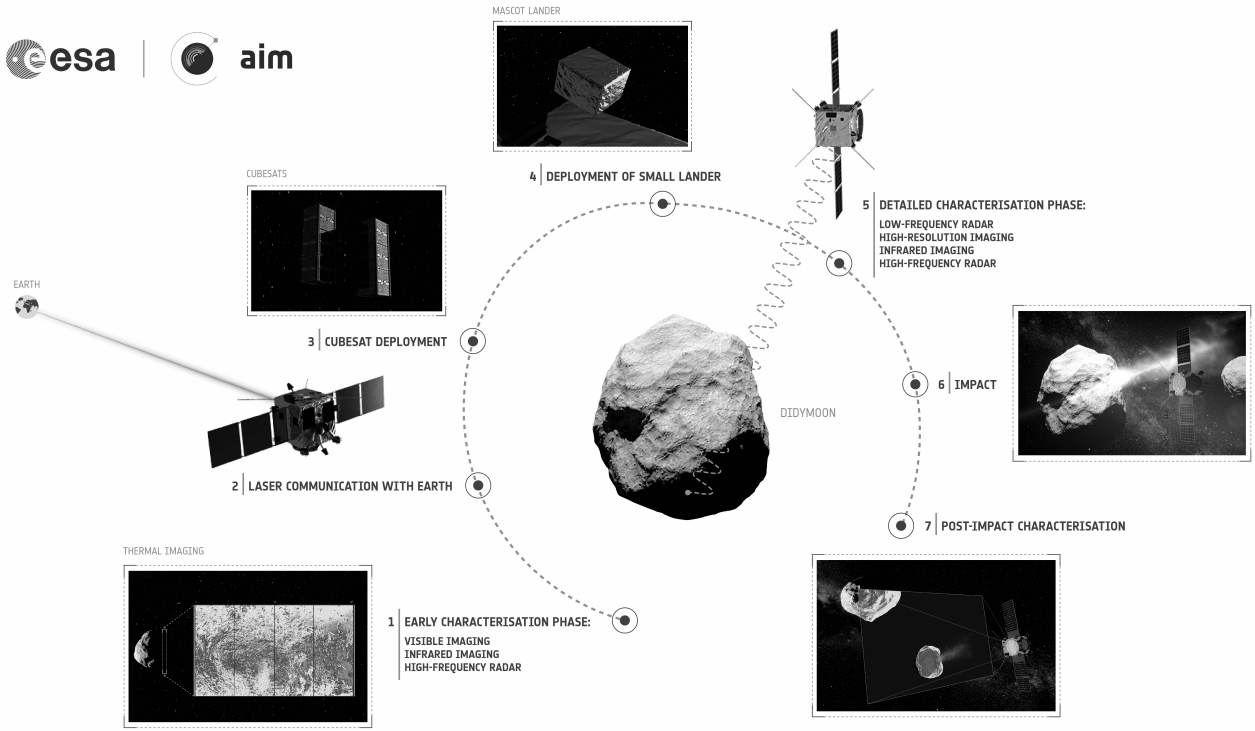 esa
aim
MASCOT LANDER
4 DEPLOYMENT OF SMALL LANDER
CUBESATS
3 CUBESAT DEPLOYMENT
5 DETAILED CHARACTERISATION PHASE:
LOW-FREQUENCY RADAR
HIGH-RESOLUTION IMAGING
INFRARED IMAGING
HIGH-FREQUENCY RADAR
EARTH
6 IMPACT
DIDYMOON
2 LASER COMMUNICATION WITH EARTH
7 POST-IMPACT CHARACTERISATION
THERMAL IMAGING
1 EARLY CHARACTERISATION PHASE:
VISIBLE IMAGING
INFRARED IMAGING
HIGH-FREQUENCY RADAR